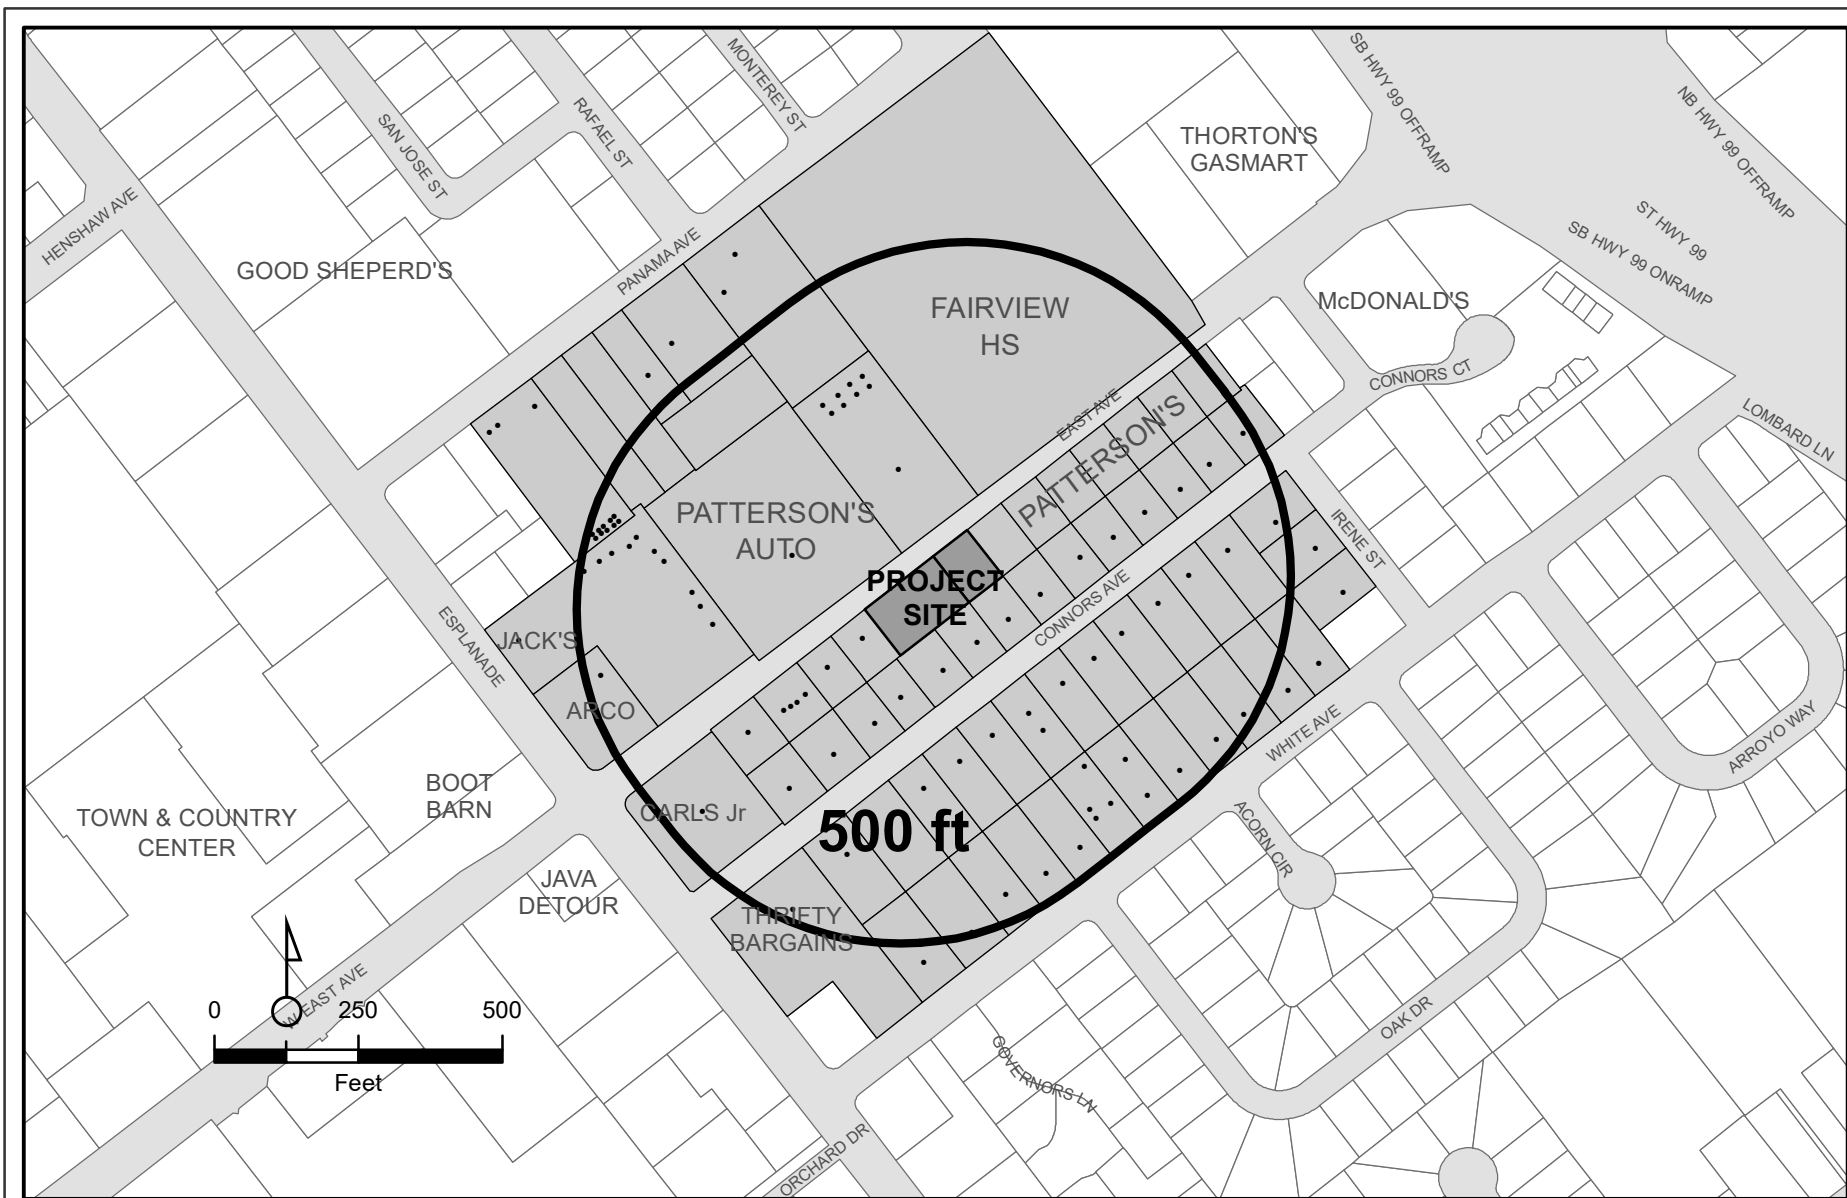 MONTEREY ST
SB HWY 99 OFFRAMP
NB HWY 99 OFFRAMP
RAFAEL ST
SAN JOSE ST
THORTON'S
GASMART
HENSHAW AVE
ST HWY 99
SB HWY 99 ONRAMP
GOOD SHEPERD'S
PANAMA AVE
FAIRVIEW
HS
McDONALD'S
CONNORS CT
EAST AVE
PATTERSON'S
LOMBARD LN
PATTERSON'S
AUTO
IRENE ST
PROJECT
SITE
CONNORS AVE
ESPLANADE
JACK'S
ARCO
WHITE AVE
ARROYO WAY
BOOT
BARN
TOWN & COUNTRY
CENTER
CARLS Jr
500 ft
ACORN CIR
JAVA
DETOUR
THRIFTY
BARGAINS
W EAST AVE
0 250 500
Feet
OAK DR
GOVERNORS LN
ORCHARD DR